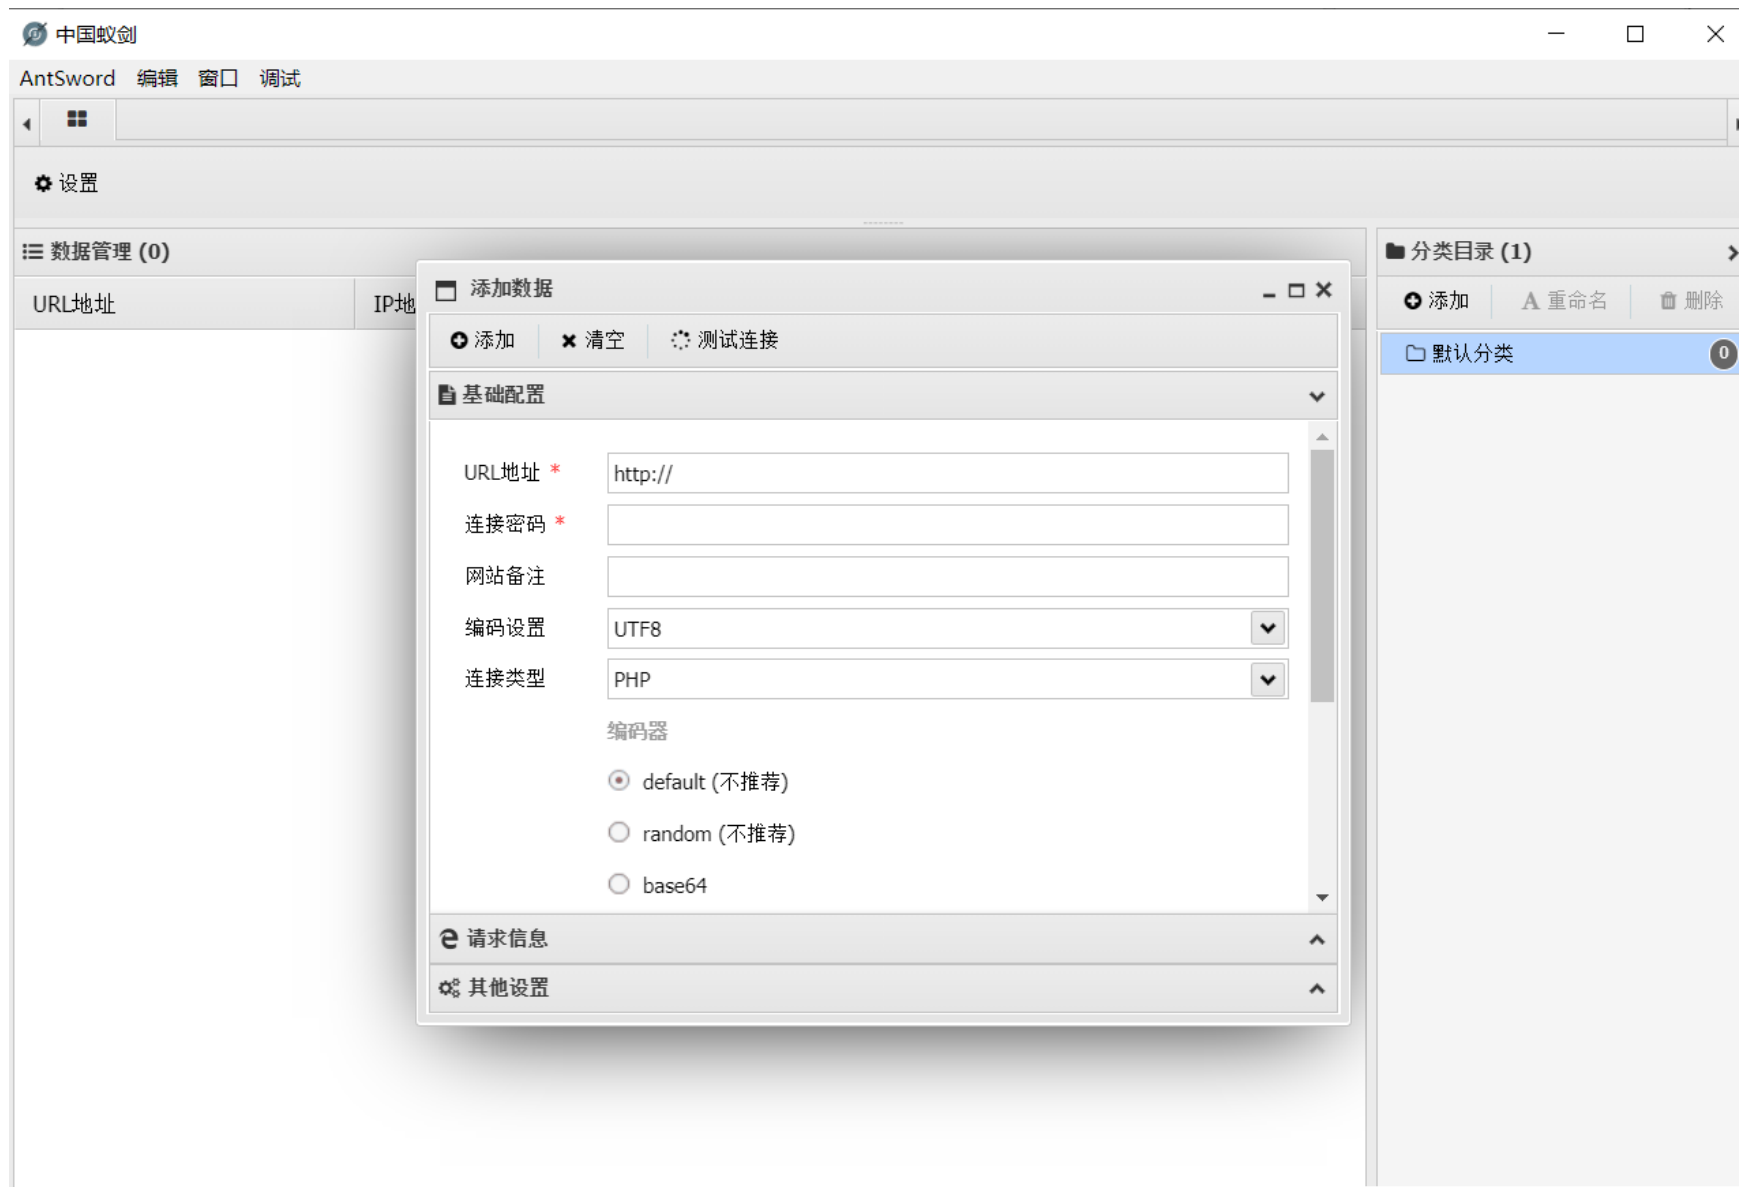 中国蚁剑
AntSword 编辑 窗口 调试
设置
数据管理 (0)
URL地址 IP地
添加数据
添加 清空 测试连接
基础配置
URL地址 * http://
连接密码 *
网站备注
编码设置 UTF8
连接类型 PHP
编码器
default (不推荐)
random (不推荐)
base64
请求信息
其他设置
分类目录 (1)
添加 重命名 删除
默认分类 0